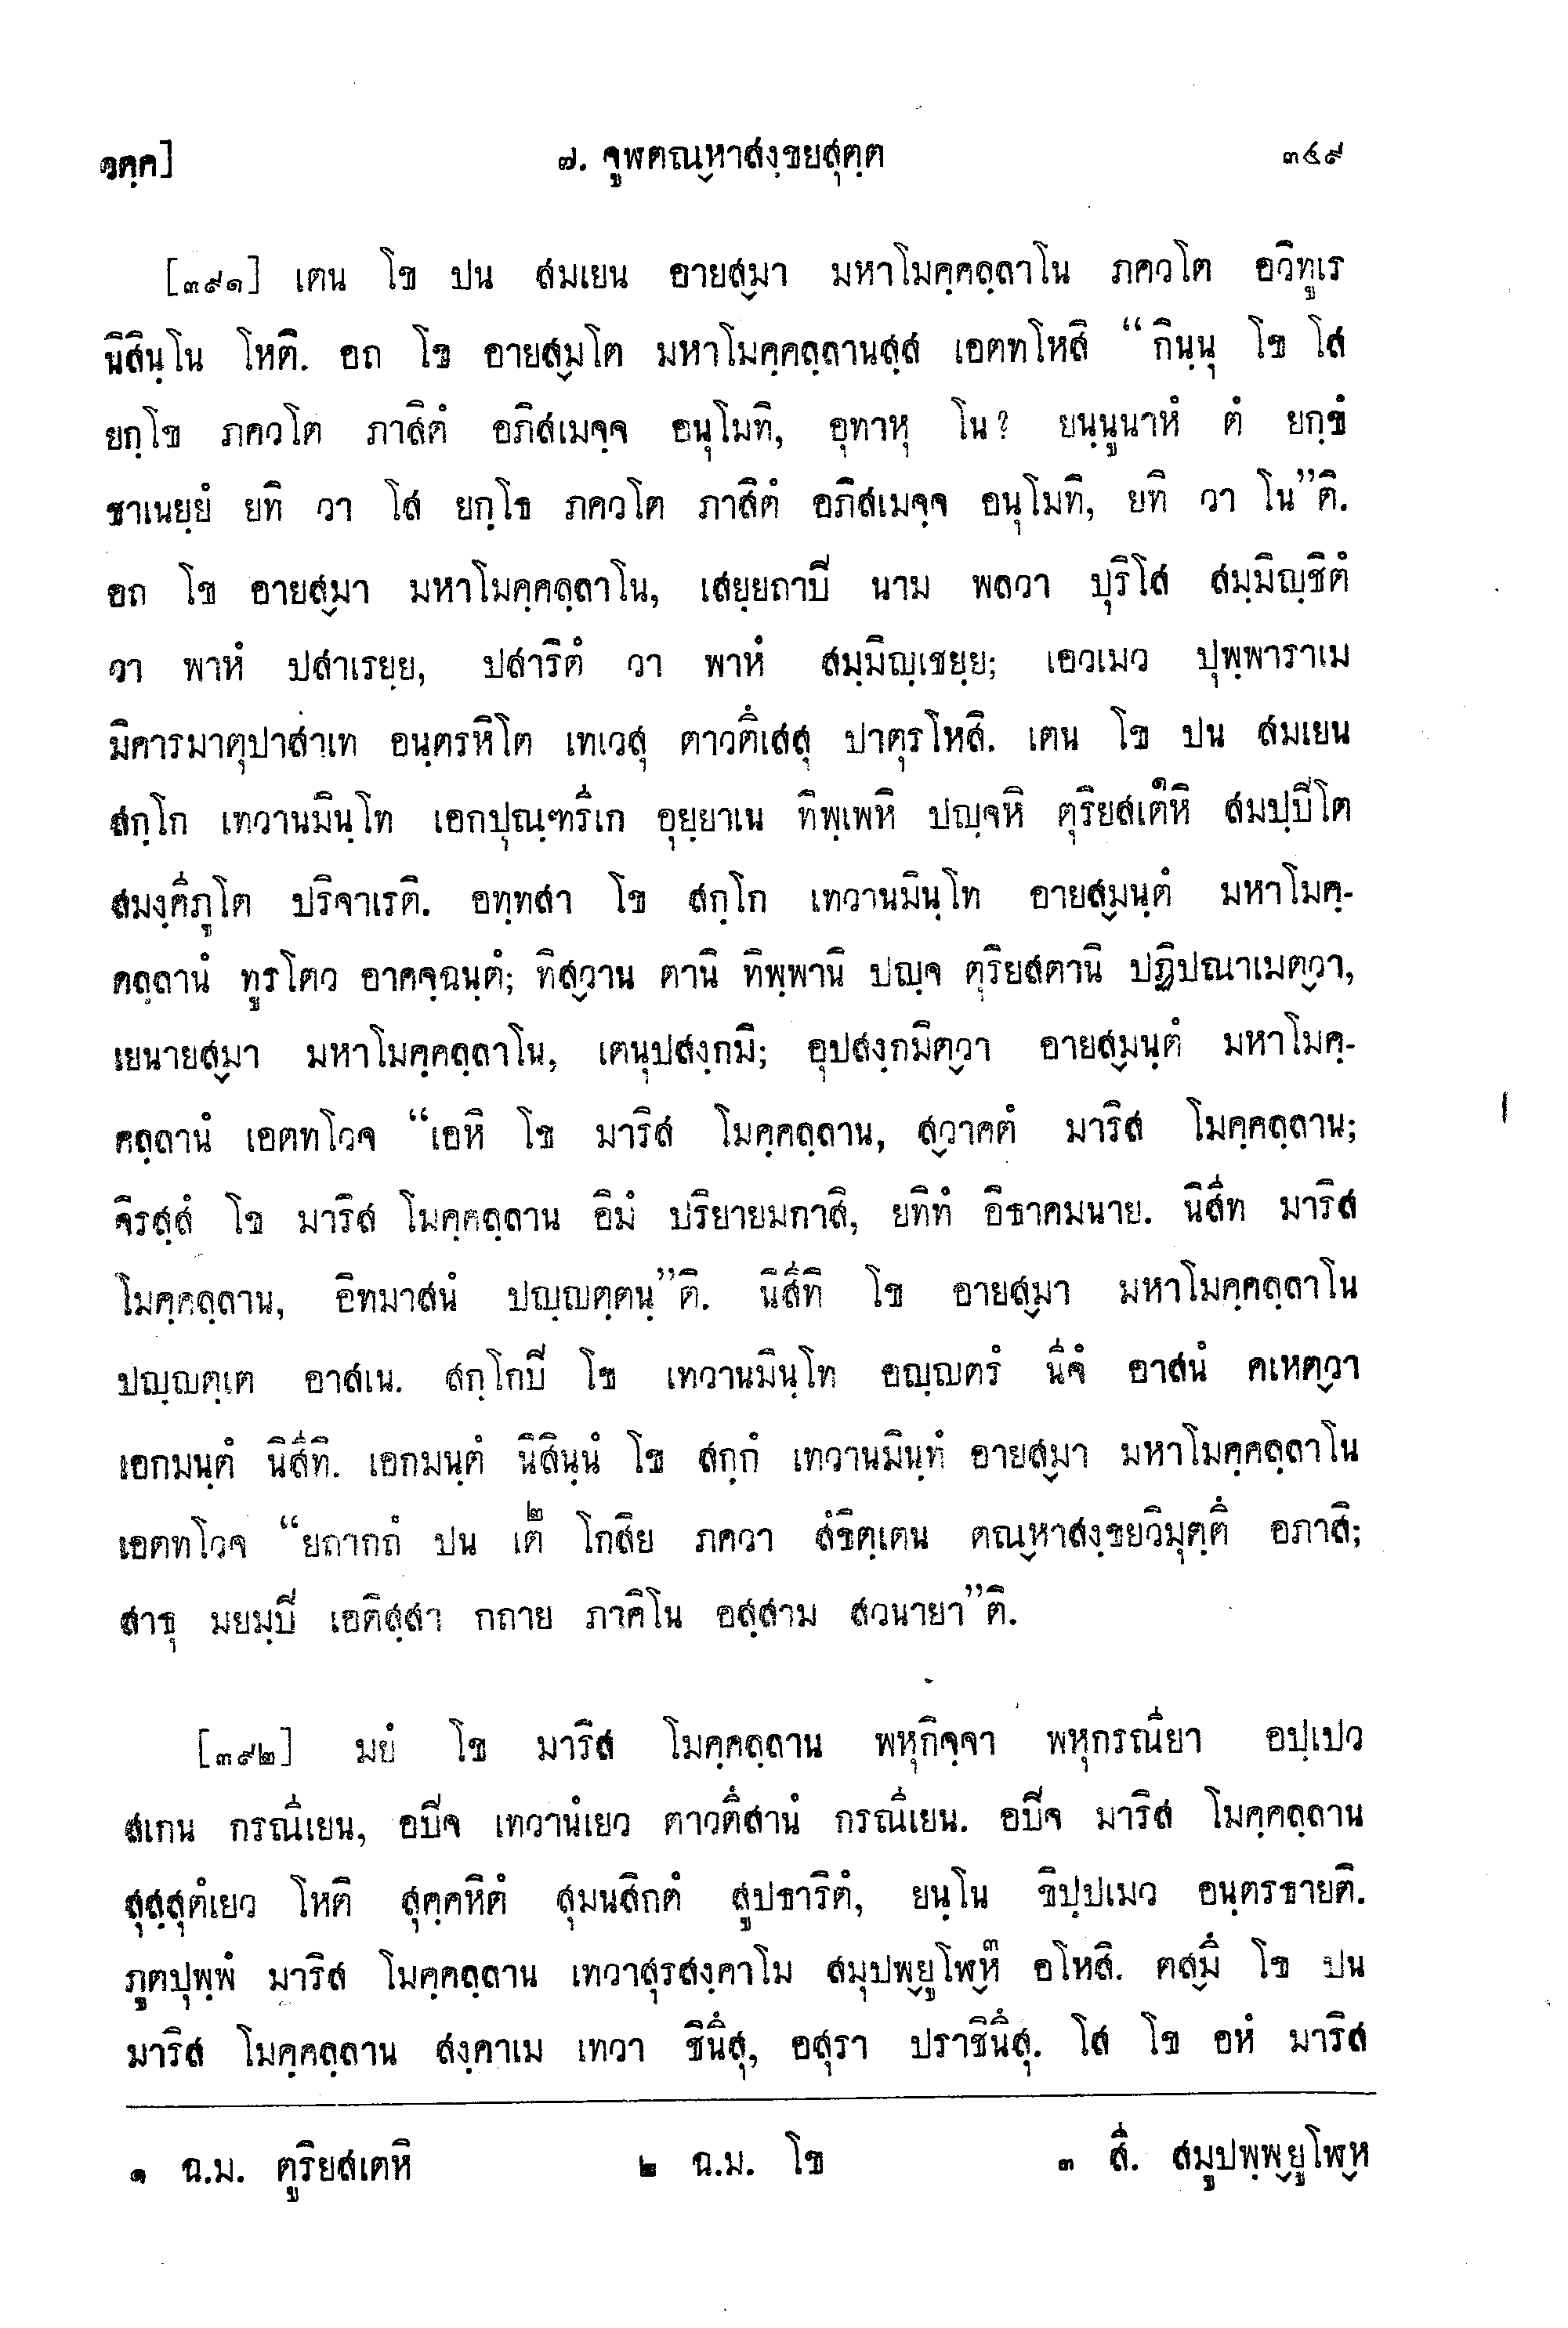 วคฺค]
๗. จูฬตณฺหาสงฺขยสุตฺต
๓๔๙
[๓๙๑] เตน โข ปน สมเยน อายสฺมา มหาโมคฺคลฺลาโน ภควโต อวิทูเร
นิสินฺโน โหติ. อถ โข อายสฺมโต มหาโมคฺคลฺลานสฺส เอตทโหสิ “กินฺนุ โข โส
ยกฺโข ภควโต ภาสิตํ อภิสเมจฺจ อนุโมทิ, อุทาหุ โน? ยนฺนูนาหํ ตํ ยกฺขํ
ชาเนยฺยํ ยทิ วา โส ยกฺโข ภควโต ภาสิตํ อภิสเมจฺจ อนุโมทิ, ยทิ วา โน”ติ.
อถ โข อายสฺมา มหาโมคฺคลฺลาโน, เสยฺยถาปี นาม พลวา ปุริโส สมฺมิญฺชิตํ
วา พาหํ ปสาเรยฺย, ปสาริตํ วา พาหํ สมฺมิญฺเชยฺย; เอวเมว ปุพฺพาราเม
มิคารมาตุปาสาเท อนฺตรหิโต เทเวสุ ตาวตึเสสุ ปาตุรโหสิ. เตน โข ปน สมเยน
สกฺโก เทวานมินฺโท เอกปุณฺฑรีเก อุยฺยาเน ทิพฺเพหิ ปญฺจหิ ตุริยสเตหิ๑ สมปฺปิโต
สมงฺคีภูโต ปริจาเรติ. อทฺทสา โข สกฺโก เทวานมินฺโท อายสฺมนฺตํ มหาโมคฺ-
คลฺลานํ ทูรโตว อาคจฺฉนฺตํ; ทิสฺวาน ตานิ ทิพฺพานิ ปญฺจ ตุริยสตานิ ปฏิปณาเมตฺวา,
เยนายสฺมา มหาโมคฺคลฺลาโน, เตนุปสงฺกมิ; อุปสงฺกมิตฺวา อายสฺมนฺตํ มหาโมคฺ-
คลฺลานํ เอตทโวจ “เอหิ โข มาริส โมคฺคลฺลาน, สฺวาคตํ มาริส โมคฺคลฺลาน;
จิรสฺสํ โข มาริส โมคฺคลฺลาน อิมํ ปริยายมกาสิ, ยทิทํ อิธาคมนาย. นิสีท มาริส
โมคฺคลฺลาน, อิทมาสนํ ปญฺญตฺตนฺ”ติ. นิสีทิ โข อายสฺมา มหาโมคฺคลฺลาโน
ปญฺญตฺเต อาสเน. สกฺโกปิ โข เทวานมินฺโท อญฺญตรํ นีจํ อาสนํ คเหตฺวา
เอกมนฺตํ นิสีทิ. เอกมนฺตํ นิสินฺนํ โข สกฺกํ เทวานมินฺทํ อายสฺมา มหาโมคฺคลฺลาโน
เอตทโวจ “ยถากถํ ปน เต๒ โกสิย ภควา สํขิตฺเตน ตณฺหาสงฺขยวิมุตฺตึ อภาสิ;
สาธุ มยมฺปิ เอติสฺสา กถาย ภาคิโน อสฺสาม สวนายา”ติ.
[๓๙๒] มยํ โข มาริส โมคฺคลฺลาน พหุกิจฺจา พหุกรณียา อปฺเปว
สเกน กรณีเยน, อปิจ เทวานํเยว ตาวตึสานํ กรณีเยน. อปิจ มาริส โมคฺคลฺลาน
สุสฺสุตํเยว โหติ สุคฺคหิตํ สุมนสิกตํ สูปธาริตํ, ยนฺโน ขิปฺปเมว อนฺตรธายติ.
ภูตปุพฺพํ มาริส โมคฺคลฺลาน เทวาสุรสงฺคาโม สมุปพฺยูโฬฺห๓ อโหสิ. ตสฺมึ โข ปน
มาริส โมคฺคลฺลาน สงฺคาเม เทวา ชินึสุ, อสุรา ปราชินึสุ. โส โข อหํ มาริส
๑ ฉ.ม. ตูริยสเตหิ
๒ ฉ.ม. โข
๓ สี. สมูปพฺพฺยูโฬฺห